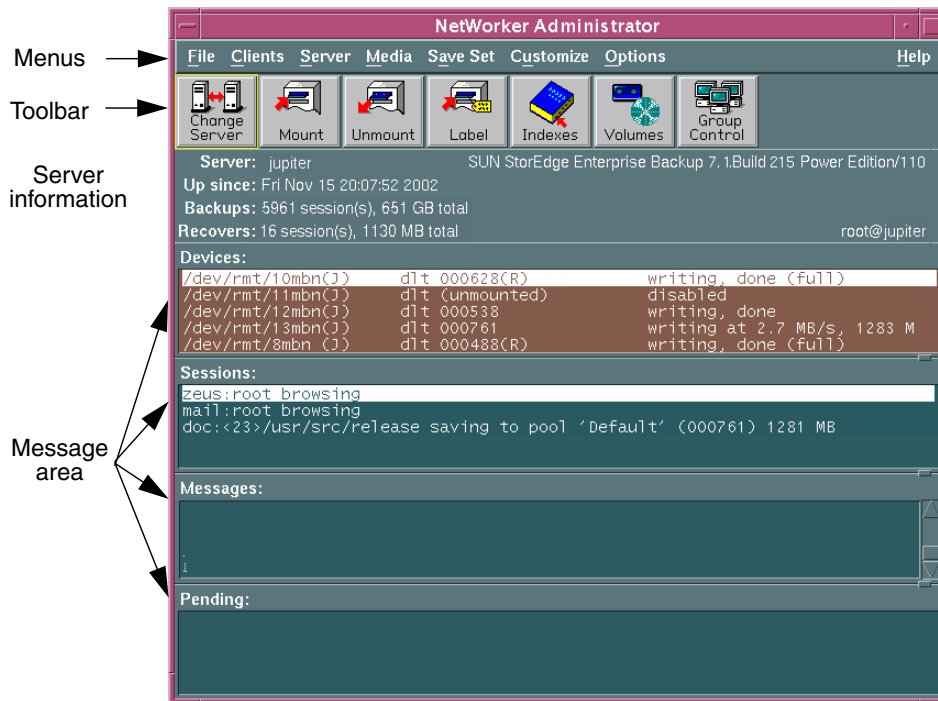 NetWorker Administrator
Menus
File Clients Server Media Save Set Customize Options Help
Toolbar
Change Server
Mount
Unmount
Label
Indexes
Volumes
Group Control
Server information
Server: jupiter SUN StorEdge Enterprise Backup 7.1.Build 215 Power Edition/110
Up since: Fri Nov 15 20:07:52 2002
Backups: 5961 session(s), 651 GB total
Recovers: 16 session(s), 1130 MB total root@jupiter
Devices:
/dev/rmt/10mbn(J) dlt 000628(R) writing, done (full)
/dev/rmt/11mbn(J) dlt (unmounted) disabled
/dev/rmt/12mbn(J) dlt 000538 writing, done
/dev/rmt/13mbn(J) dlt 000761 writing at 2.7 MB/s, 1283 M
/dev/rmt/8mbn (J) dlt 000488(R) writing, done (full)
Sessions:
zeus:root browsing
mail:root browsing
doc:<23>/usr/src/release saving to pool 'Default' (000761) 1281 MB
Message area
Messages:
Pending: